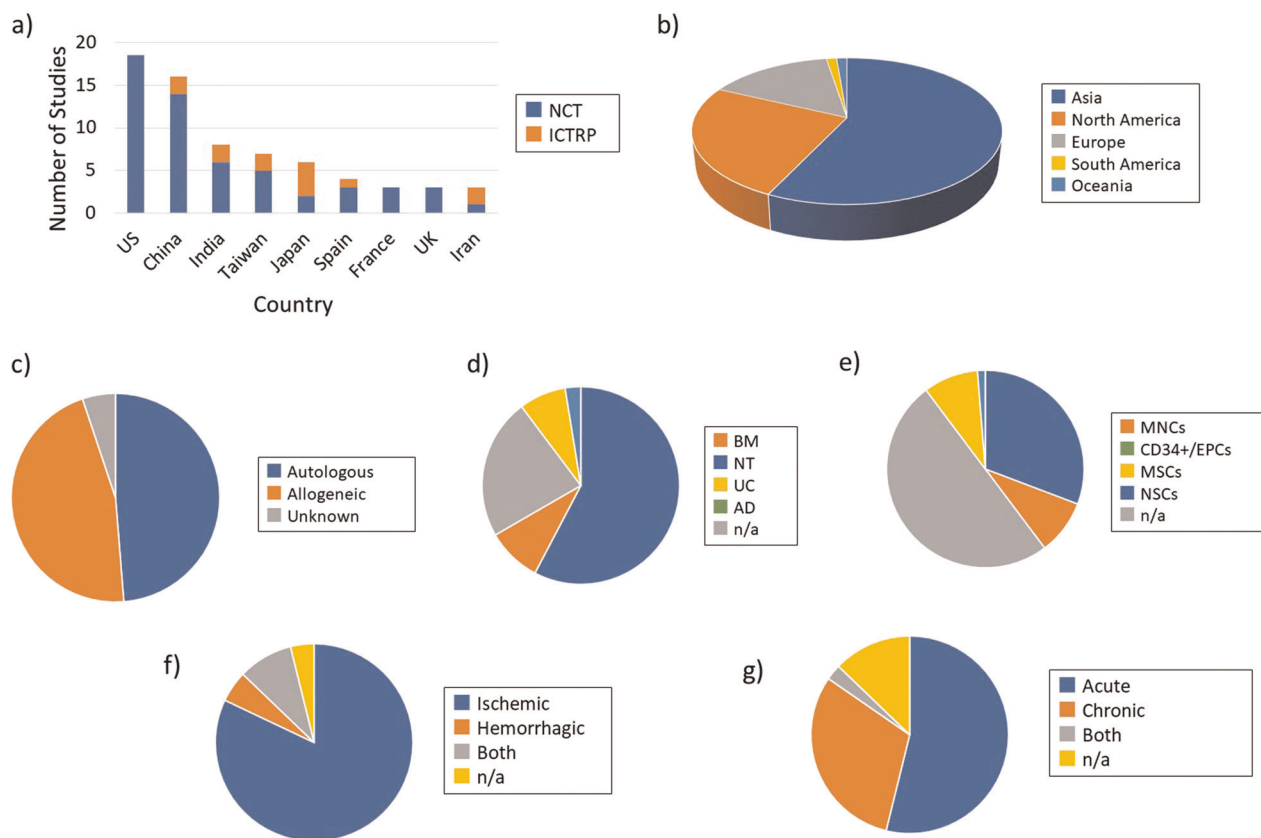 a)
20
15
10
5
0
Number of Studies
US
China
India
Taiwan
Japan
Spain
France
UK
Iran
Country
NCT
ICTRP
b)
Asia
North America
Europe
South America
Oceania
c)
Autologous
Allogeneic
Unknown
d)
BM
NT
UC
AD
n/a
e)
MNCs
CD34+/EPCs
MSCs
NSCs
n/a
f)
Ischemic
Hemorrhagic
Both
n/a
g)
Acute
Chronic
Both
n/a